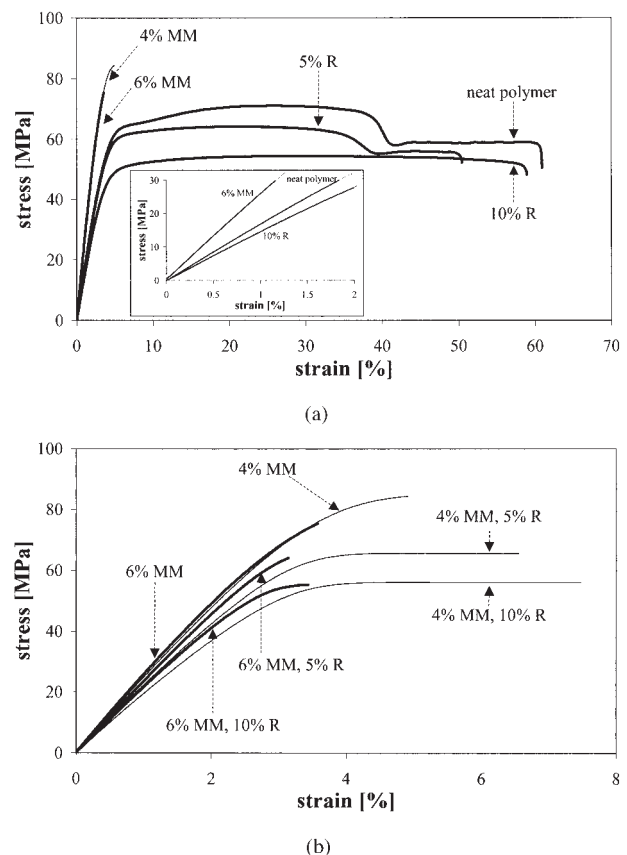 100
80
60
40
20
0
stress [MPa]
4% MM
6% MM
5% R
neat polymer
10% R
30
20
10
0
stress [MPa]
6% MM
neat polymer
10% R
0 0.5 1 1.5 2
strain [%]
0 10 20 30 40 50 60 70
strain [%]
(a)
100
80
60
40
20
0
stress [MPa]
4% MM
4% MM, 5% R
6% MM
4% MM, 10% R
6% MM, 5% R
6% MM, 10% R
0 2 4 6 8
strain [%]
(b)